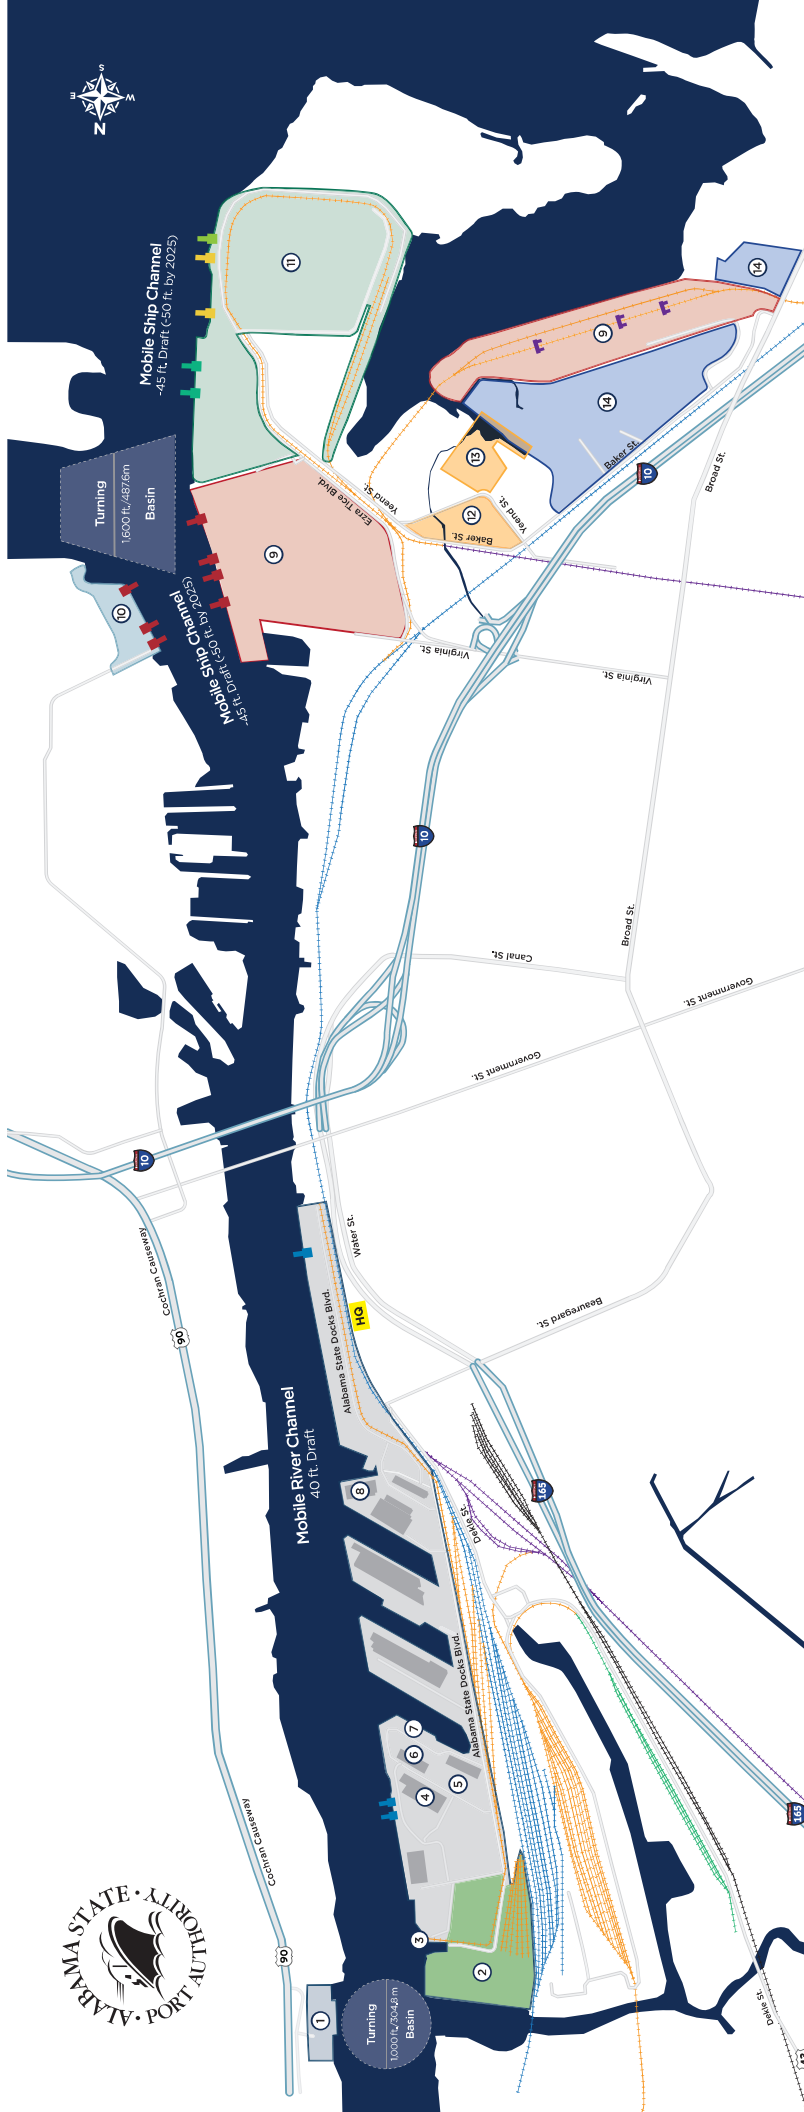 S
E
W
N
Mobile Ship Channel
-45 ft. Draft (-50 ft. by 2025)
11
14
9
14
13
12
Baker St.
10
Broad St.
Ezra Tice Blvd.
Yeend St.
Yeend St.
Baker St.
Turning
1,600 ft./487.6m
Basin
9
10
Mobile Ship Channel
-45 ft. Draft (-50 ft. by 2025)
Virginia St.
Virginia St.
10
Broad St.
Canal St.
Government St.
Government St.
10
Cochran Causeway
90
Water St.
HQ
Alabama State Docks Blvd.
Beauregard St.
Mobile River Channel
40 ft. Draft
8
165
Dekle St.
Alabama State Docks Blvd.
7
6
5
4
165
Cochran Causeway
90
3
2
1
Turning
1,000 ft./304.8 m
Basin
Dekle St.
43
ALABAMA STATE • PORT AUTHORITY •